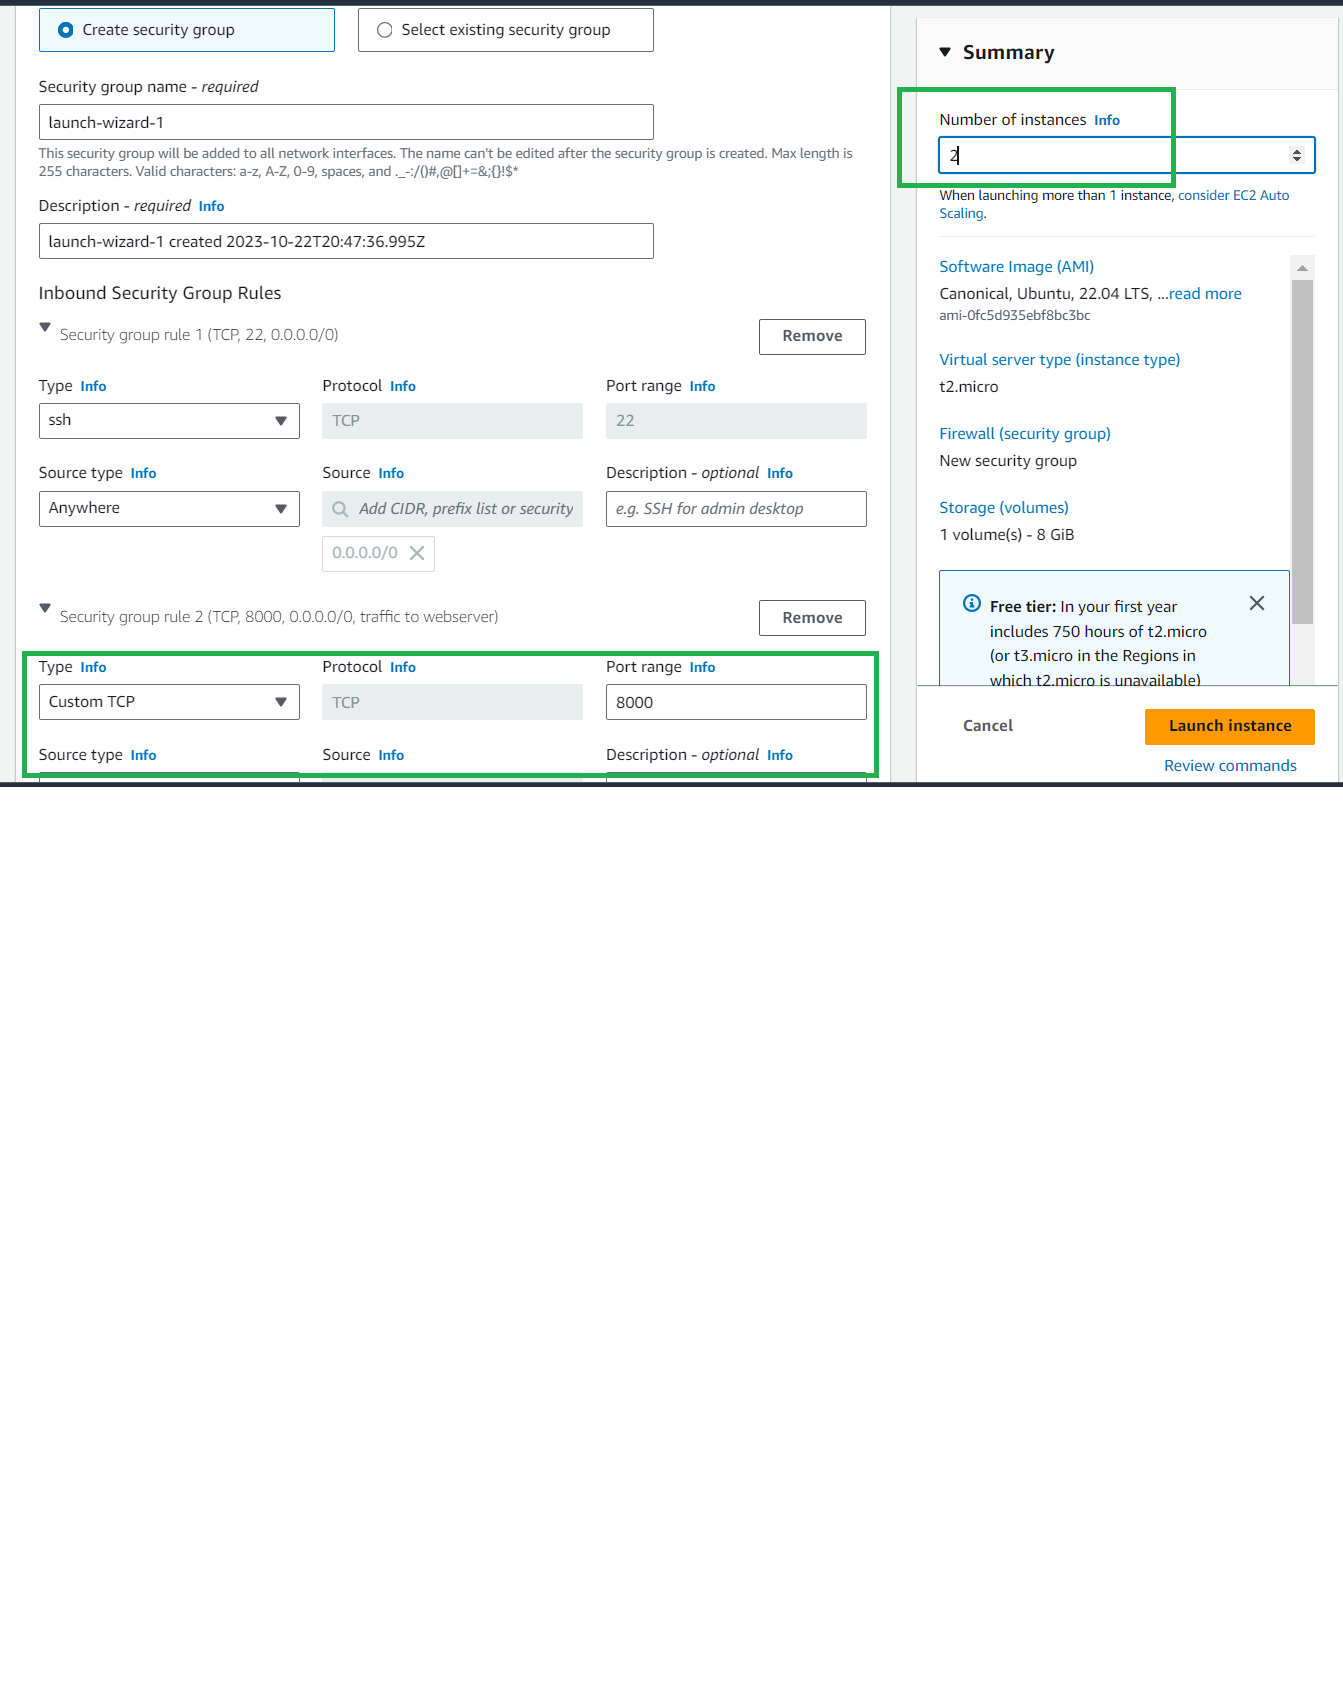 Create security group
Select existing security group
Security group name - required
launch-wizard-1
This security group will be added to all network interfaces. The name can't be edited after the security group is created. Max length is
255 characters. Valid characters: a-z, A-Z, 0-9, spaces, and ._-:/()#,@[]+=&;{}!$*
Description - required Info
launch-wizard-1 created 2023-10-22T20:47:36.995Z
Inbound Security Group Rules
Security group rule 1 (TCP, 22, 0.0.0.0/0)
Remove
Type Info
Protocol Info
Port range Info
ssh
TCP
22
Source type Info
Source Info
Description - optional Info
Anywhere
Add CIDR, prefix list or security
e.g. SSH for admin desktop
0.0.0.0/0
Security group rule 2 (TCP, 8000, 0.0.0.0/0, traffic to webserver)
Remove
Type Info
Protocol Info
Port range Info
Custom TCP
TCP
8000
Source type Info
Source Info
Description - optional Info
Summary
Number of instances Info
2
When launching more than 1 instance, consider EC2 Auto
Scaling.
Software Image (AMI)
Canonical, Ubuntu, 22.04 LTS, ...read more
ami-0fc5d935ebf8bc3bc
Virtual server type (instance type)
t2.micro
Firewall (security group)
New security group
Storage (volumes)
1 volume(s) - 8 GiB
Free tier: In your first year
includes 750 hours of t2.micro
(or t3.micro in the Regions in
which t2.micro is unavailable)
Cancel
Launch instance
Review commands